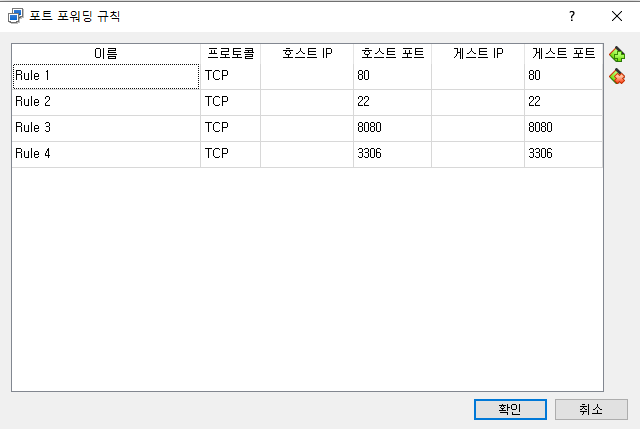 포트 포워딩 규칙
이름 프로토콜 호스트 IP 호스트 포트 게스트 IP 게스트 포트
Rule 1 TCP 80 80
Rule 2 TCP 22 22
Rule 3 TCP 8080 8080
Rule 4 TCP 3306 3306
확인 취소